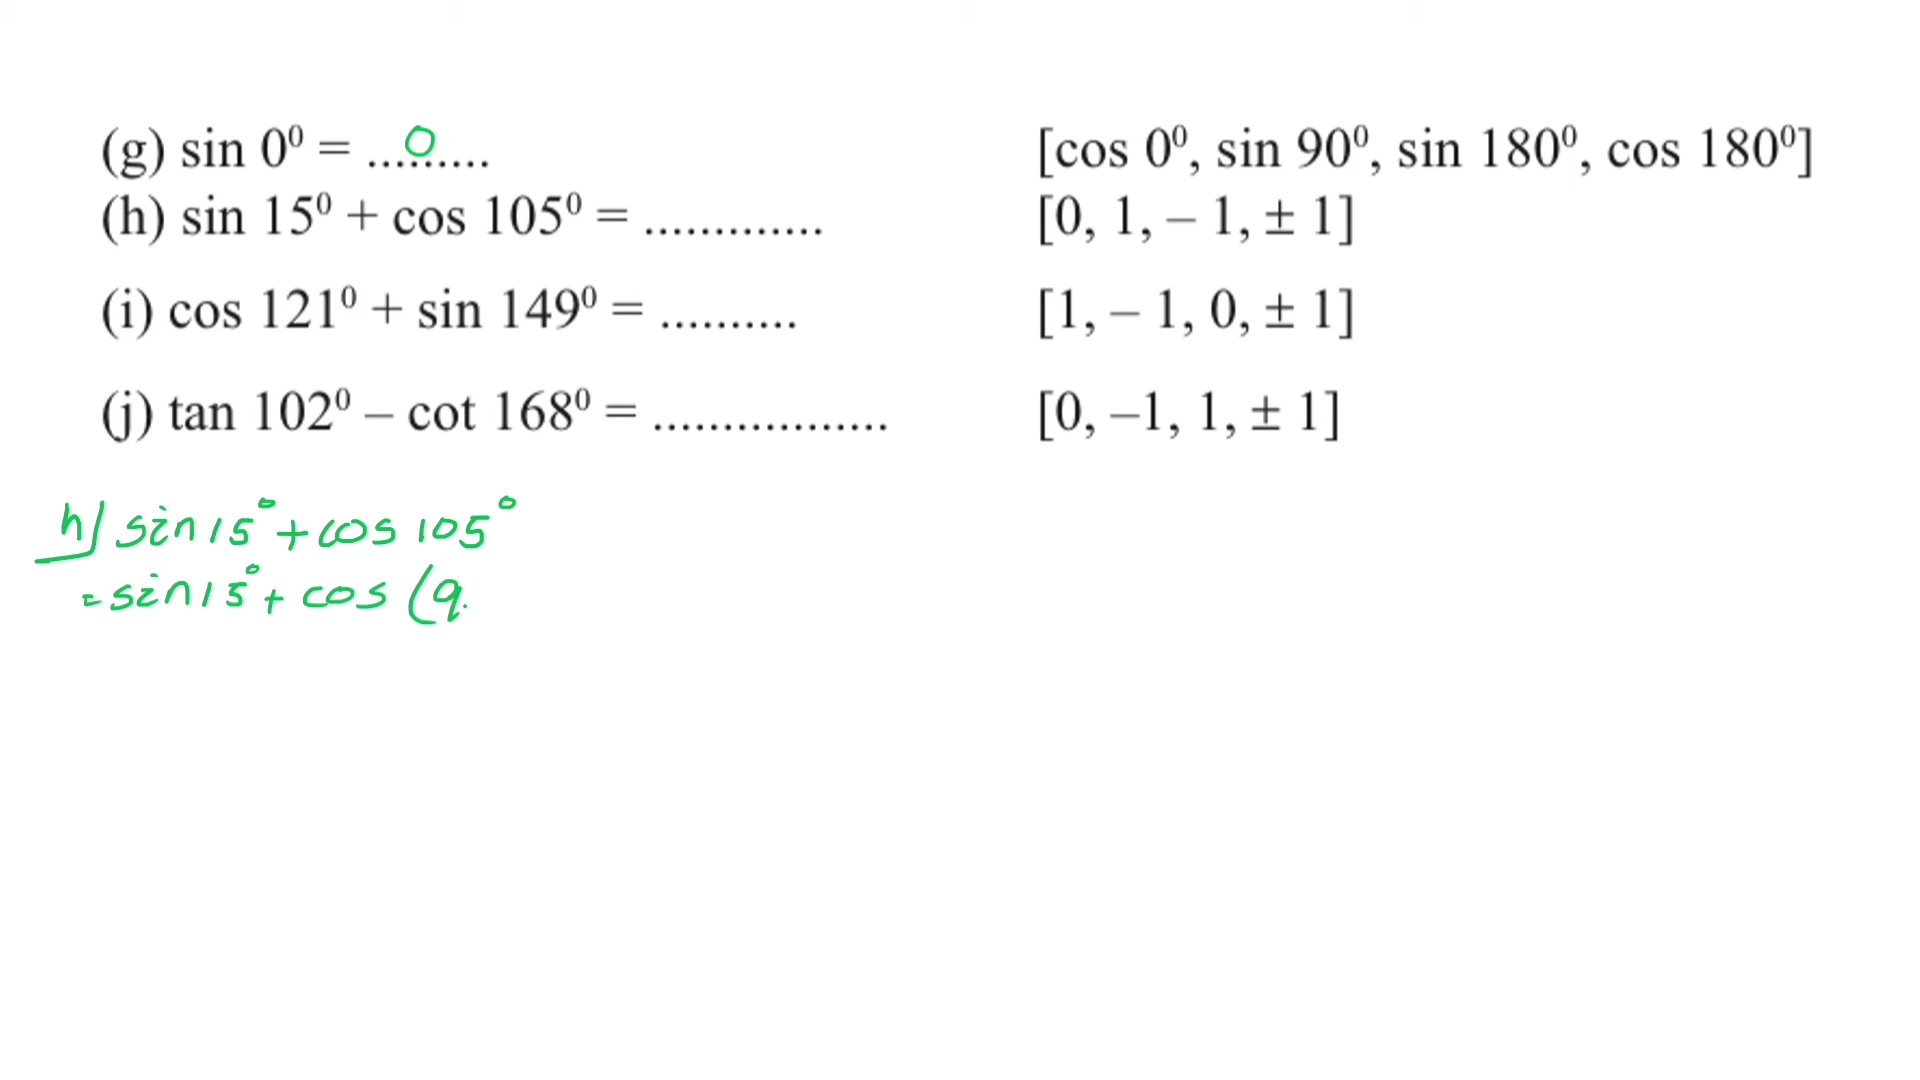 (g) sin 0⁰ = ....0..... [cos 0⁰, sin 90⁰, sin 180⁰, cos 180⁰]
(h) sin 15⁰ + cos 105⁰ = ............. [0, 1, – 1, ± 1]
(i) cos 121⁰ + sin 149⁰ = .......... [1, – 1, 0, ± 1]
(j) tan 102⁰ – cot 168⁰ = ................. [0, –1, 1, ± 1]
h/ sin 15° + cos 105°
= sin 15° + cos (9